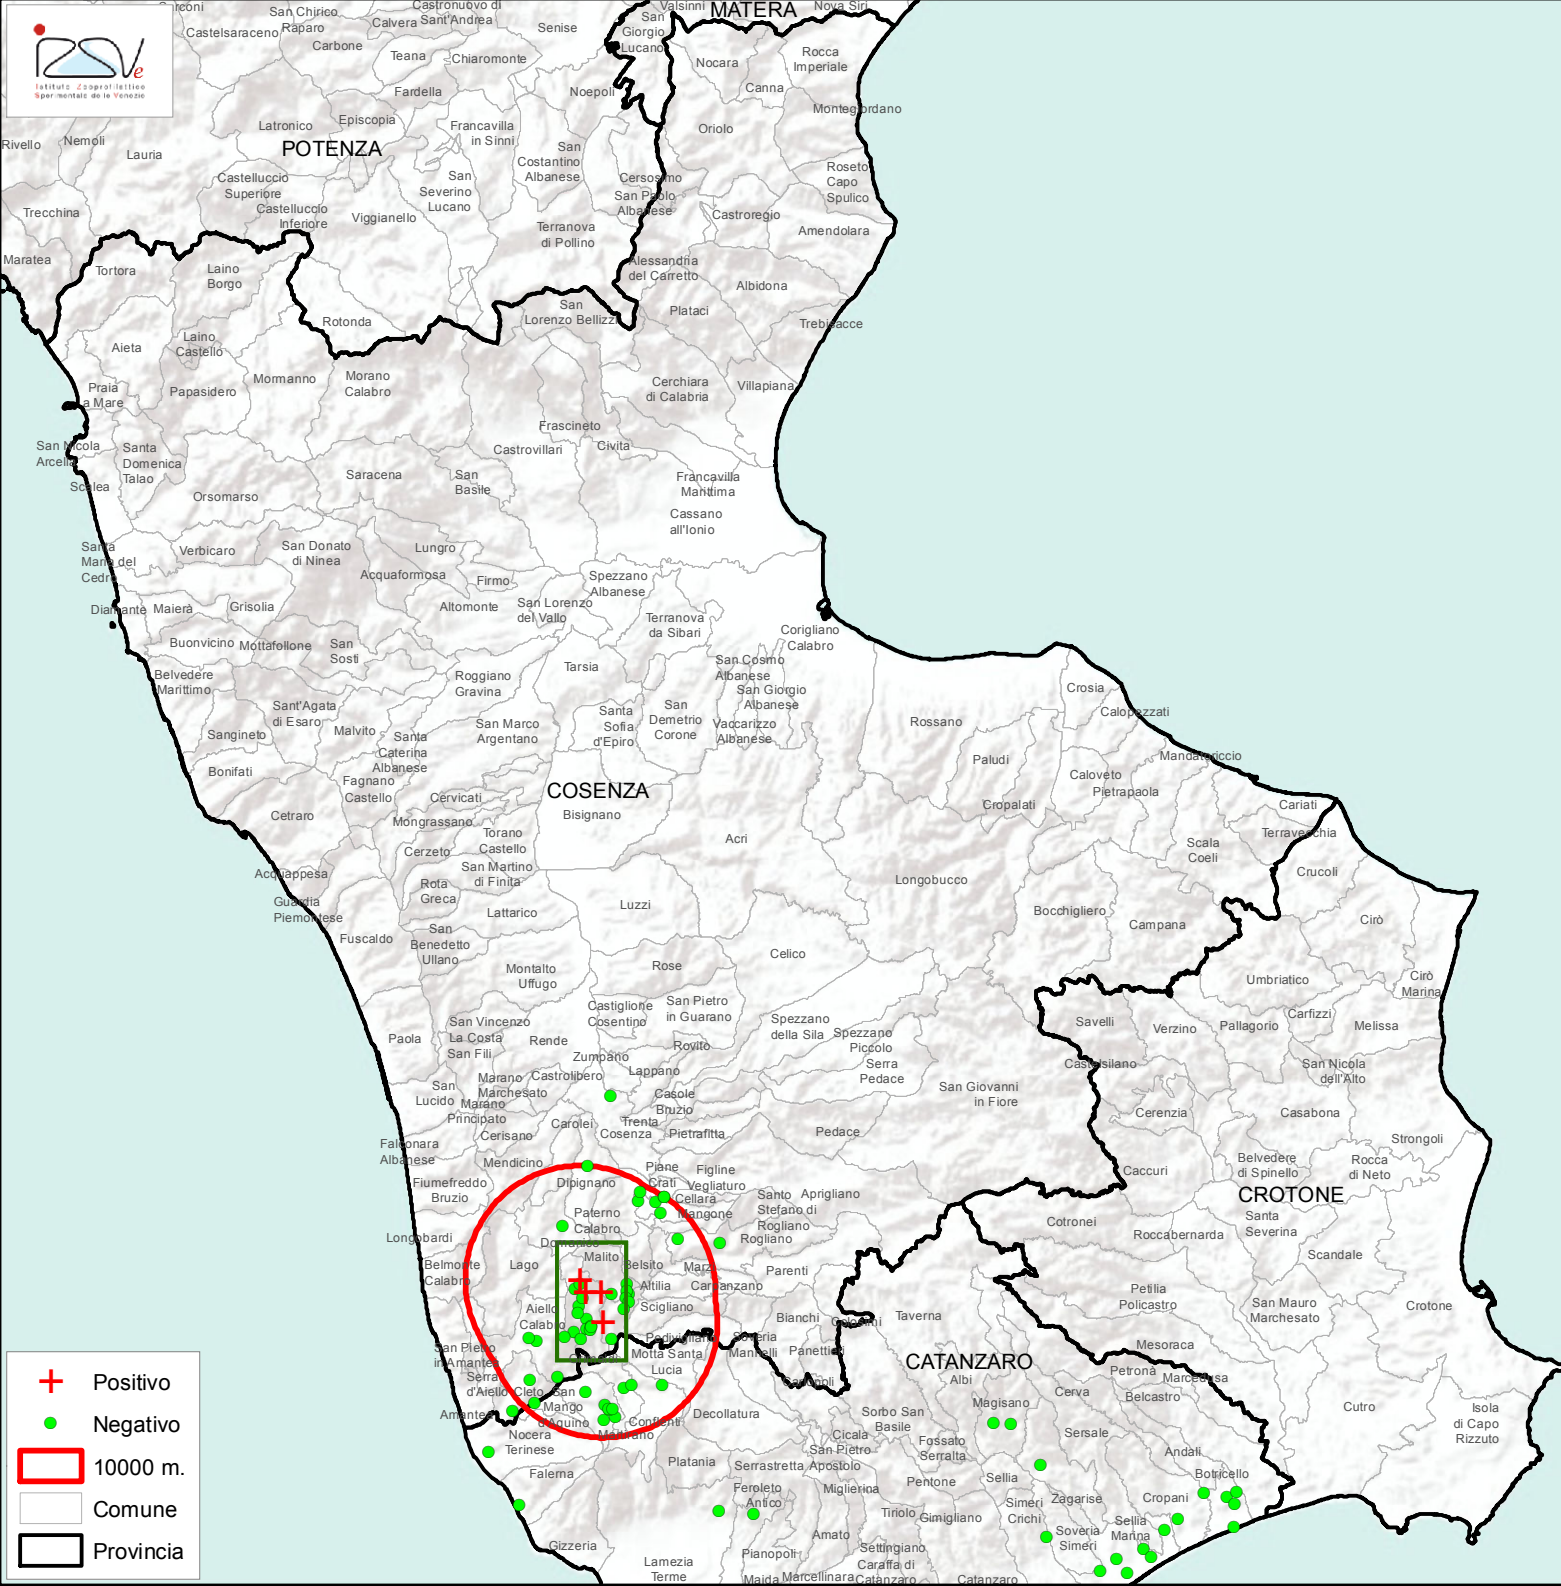 IZSVe
Istituto Zooprofilattico
Sperimentale delle Venezie
San Chirico
Raparo
Castelsaraceno
Carbone
Calvera
Castronuovo di
Sant'Andrea
Teana
Chiaromonte
Senise
San
Giorgio
Lucano
Valsinni
MATERA
Nova Siri
Nocara
Rocca
Imperiale
Canna
Fardella
Noepoli
Montegiordano
Latronico
Episcopia
Francavilla
in Sinni
Oriolo
Rivello
Nemoli
Lauria
POTENZA
San
Costantino
Albanese
Castelluccio
Superiore
San
Severino
Lucano
Cersosimo
San Paolo
Albanese
Roseto
Capo
Spulico
Trecchina
Castelluccio
Inferiore
Viggianello
Castroregio
Terranova
di Pollino
Amendolara
Maratea
Tortora
Laino
Borgo
Alessandria
del Carretto
Albidona
Rotonda
San
Lorenzo Bellizzi
Plataci
Trebisacce
Aieta
Laino
Castello
Praia
a Mare
Papasidero
Mormanno
Morano
Calabro
Cerchiara
di Calabria
Villapiana
Frascineto
San Nicola
Arcella
Santa
Domenica
Talao
Castrovillari
Civita
Scalea
Orsomarso
Saracena
San
Basile
Francavilla
Marittima
Cassano
all'Ionio
Santa
Maria del
Cedro
Verbicaro
San Donato
di Ninea
Lungro
Acquaformosa
Firmo
Spezzano
Albanese
Diamante
Maierà
Grisolia
Altomonte
San Lorenzo
del Vallo
Terranova
da Sibari
Corigliano
Calabro
Buonvicino
Mottafollone
San
Sosti
Tarsia
San Cosmo
Albanese
Belvedere
Marittimo
Roggiano
Gravina
San Giorgio
Albanese
Crosia
Sant'Agata
di Esaro
Santa
Sofia
d'Epiro
San
Demetrio
Corone
Vaccarizzo
Albanese
Rossano
Calopezzati
Sangineto
Malvito
San Marco
Argentano
Santa
Caterina
Albanese
Paludi
Mandatoriccio
Bonifati
Fagnano
Castello
COSENZA
Bisignano
Caloveto
Pietrapaola
Cervicati
Cropalati
Cariati
Cetraro
Mongrassano
Torano
Castello
Acri
Terravecchia
Cerzeto
San Martino
di Finita
Scala
Coeli
Acquappesa
Rota
Greca
Longobucco
Crucoli
Guardia
Piemontese
Lattarico
Luzzi
Bocchigliero
Campana
Cirò
Fuscaldo
San
Benedetto
Ullano
Celico
Montalto
Uffugo
Rose
Umbriatico
Cirò
Marina
Castiglione
Cosentino
San Pietro
in Guarano
Paola
San Vincenzo
La Costa
San Fili
Rende
Spezzano
della Sila
Spezzano
Piccolo
Savelli
Verzino
Pallagorio
Carfizzi
Melissa
Rovito
Zumpano
Lappano
Serra
Pedace
Castelsilano
San Nicola
dell'Alto
San
Lucido
Marano
Marchesato
Castrolibero
Casole
Bruzio
San Giovanni
in Fiore
Marano
Principato
Cerenzia
Casabona
Carolei
Trenta
Cosenza
Pietrafitta
Pedace
Strongoli
Falconara
Albanese
Cerisano
Mendicino
Piane
Crati
Figline
Vegliaturo
Caccuri
Belvedere
di Spinello
Rocca
di Neto
Fiumefreddo
Bruzio
Dipignano
Cellara
Mangone
Santo
Stefano di
Rogliano
Aprigliano
CROTONE
Paterno
Calabro
Cotronei
Santa
Severina
Longobardi
Domanico
Rogliano
Roccabernarda
Scandale
Belmonte
Calabro
Lago
Malito
Belsito
Marzi
Parenti
Altilia
Carpanzano
Petilia
Policastro
Aiello
Calabro
Scigliano
Bianchi
Colosimi
Taverna
San Mauro
Marchesato
Crotone
San Pietro
in Amantea
Pedivigliano
Soveria
Mannelli
Panettieri
Mesoraca
Motta Santa
Lucia
CATANZARO
Albi
Petronà
Marcedusa
Serra
d'Aiello
Cleto
San
Mango
d'Aquino
Carlopoli
Magisano
Cerva
Belcastro
Amantea
Conflenti
Decollatura
Sorbo San
Basile
Cutro
Isola
di Capo
Rizzuto
Nocera
Terinese
Martirano
Cicala
San Pietro
Apostolo
Fossato
Serralta
Sersale
Andali
Falerna
Platania
Serrastretta
Sellia
Botricello
Feroleto
Antico
Miglierina
Pentone
Simeri
Crichi
Zagarise
Cropani
Tiriolo
Gimigliano
Soveria
Simeri
Sellia
Marina
Gizzeria
Amato
Settingiano
Lamezia
Terme
Pianopoli
Caraffa di
Catanzaro
Maida
Marcellinara
Catanzaro
Positivo
Negativo
10000 m.
Comune
Provincia